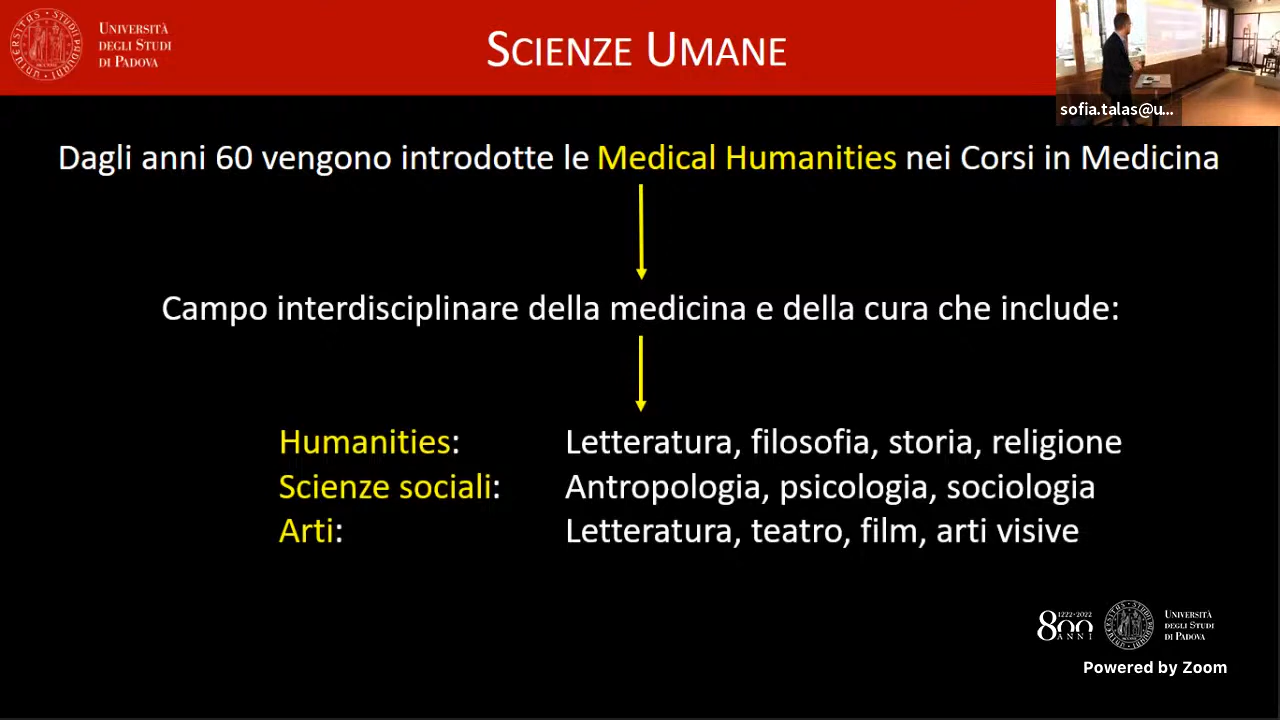 UNIVERSITÀ
DEGLI STUDI
DI PADOVA
SCIENZE UMANE
sofia.talas@u...
Dagli anni 60 vengono introdotte le Medical Humanities nei Corsi in Medicina
Campo interdisciplinare della medicina e della cura che include:
Humanities: Letteratura, filosofia, storia, religione
Scienze sociali: Antropologia, psicologia, sociologia
Arti: Letteratura, teatro, film, arti visive
1222·2022
800
ANNI
UNIVERSITÀ
DEGLI STUDI
DI PADOVA
Powered by Zoom